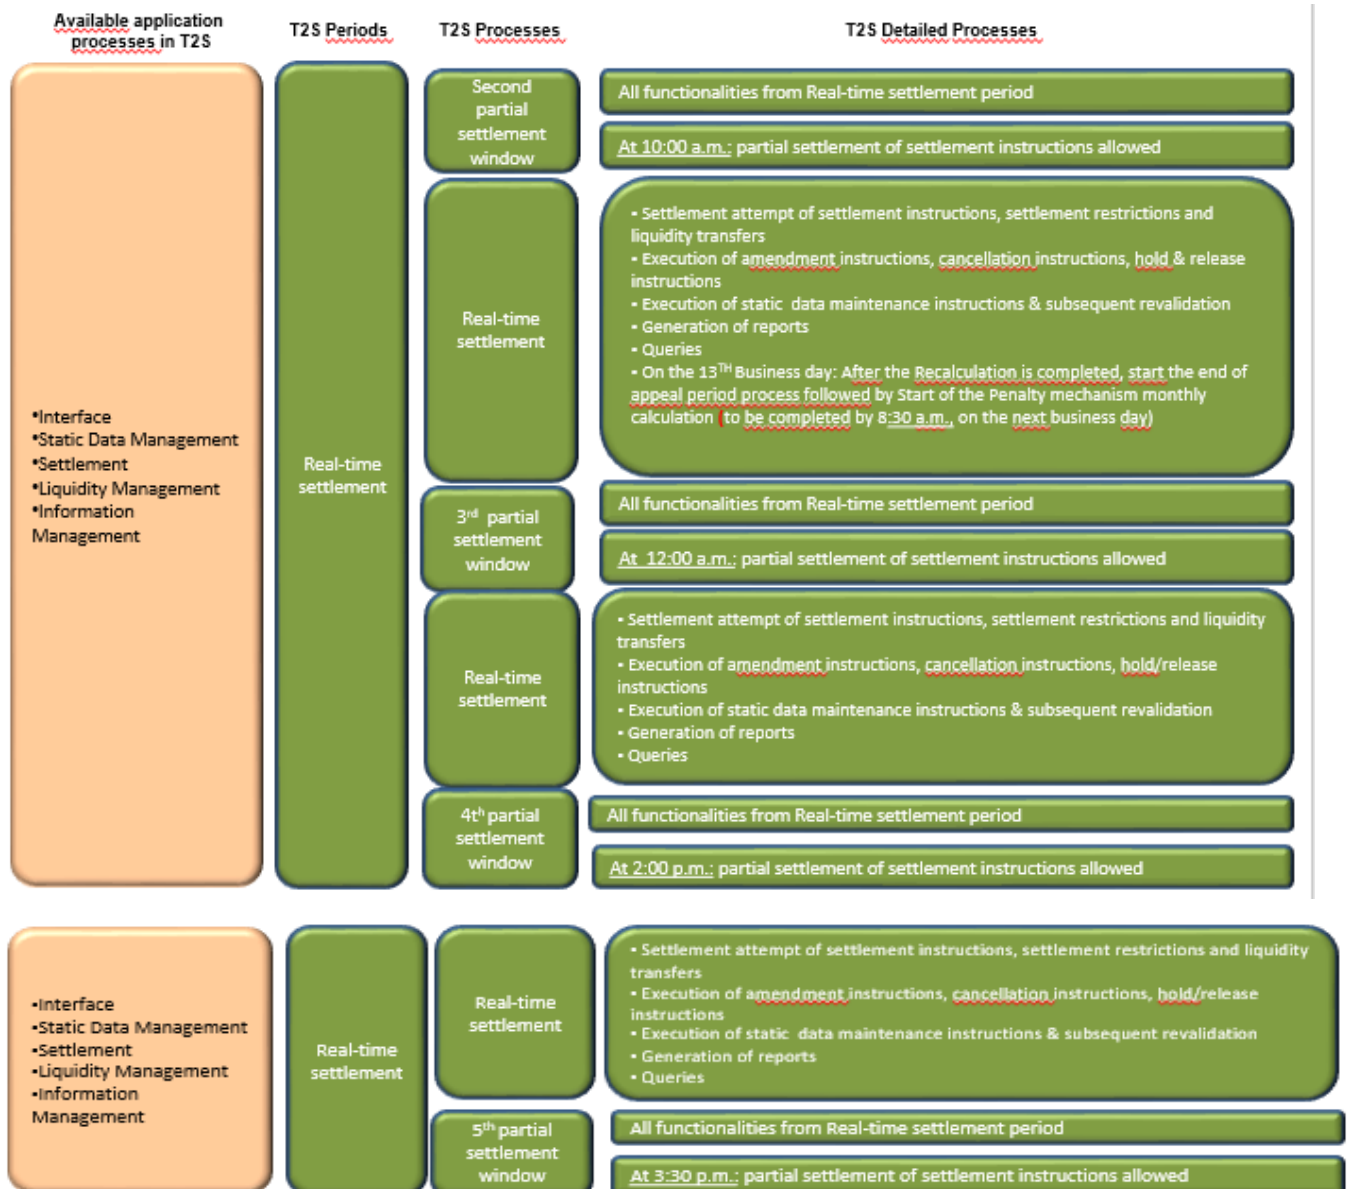 Available application
processes in T2S
T2S Periods
T2S Processes
T2S Detailed Processes
•Interface
•Static Data Management
•Settlement
•Liquidity Management
•Information
Management
Real-time
settlement
Second
partial
settlement
window
All functionalities from Real-time settlement period
At 10:00 a.m.: partial settlement of settlement instructions allowed
Real-time
settlement
▪ Settlement attempt of settlement instructions, settlement restrictions and
liquidity transfers
▪ Execution of amendment instructions, cancellation instructions, hold & release
instructions
▪ Execution of static data maintenance instructions & subsequent revalidation
▪ Generation of reports
▪ Queries
▪ On the 13TH Business day: After the Recalculation is completed, start the end of
appeal period process followed by Start of the Penalty mechanism monthly
calculation (to be completed by 8:30 a.m., on the next business day)
3rd partial
settlement
window
All functionalities from Real-time settlement period
At 12:00 a.m.: partial settlement of settlement instructions allowed
Real-time
settlement
▪ Settlement attempt of settlement instructions, settlement restrictions and liquidity
transfers
▪ Execution of amendment instructions, cancellation instructions, hold/release
instructions
▪ Execution of static data maintenance instructions & subsequent revalidation
▪ Generation of reports
▪ Queries
4th partial
settlement
window
All functionalities from Real-time settlement period
At 2:00 p.m.: partial settlement of settlement instructions allowed
▪Interface
▪Static Data Management
▪Settlement
▪Liquidity Management
▪Information
Management
Real-time
settlement
Real-time
settlement
▪ Settlement attempt of settlement instructions, settlement restrictions and liquidity
transfers
▪ Execution of amendment instructions, cancellation instructions, hold/release
instructions
▪ Execution of static data maintenance instructions & subsequent revalidation
▪ Generation of reports
▪ Queries
5th partial
settlement
window
All functionalities from Real-time settlement period
At 3:30 p.m.: partial settlement of settlement instructions allowed